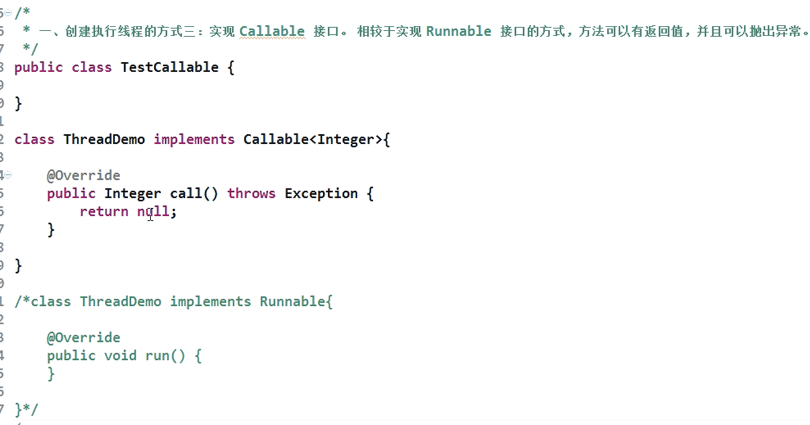 /*
* 一、创建执行线程的方式三：实现 Callable 接口。 相较于实现 Runnable 接口的方式，方法可以有返回值，并且可以抛出异常。
*/
public class TestCallable {
}
class ThreadDemo implements Callable<Integer>{
@Override
public Integer call() throws Exception {
return null;
}
}
/*class ThreadDemo implements Runnable{
@Override
public void run() {
}
}*/